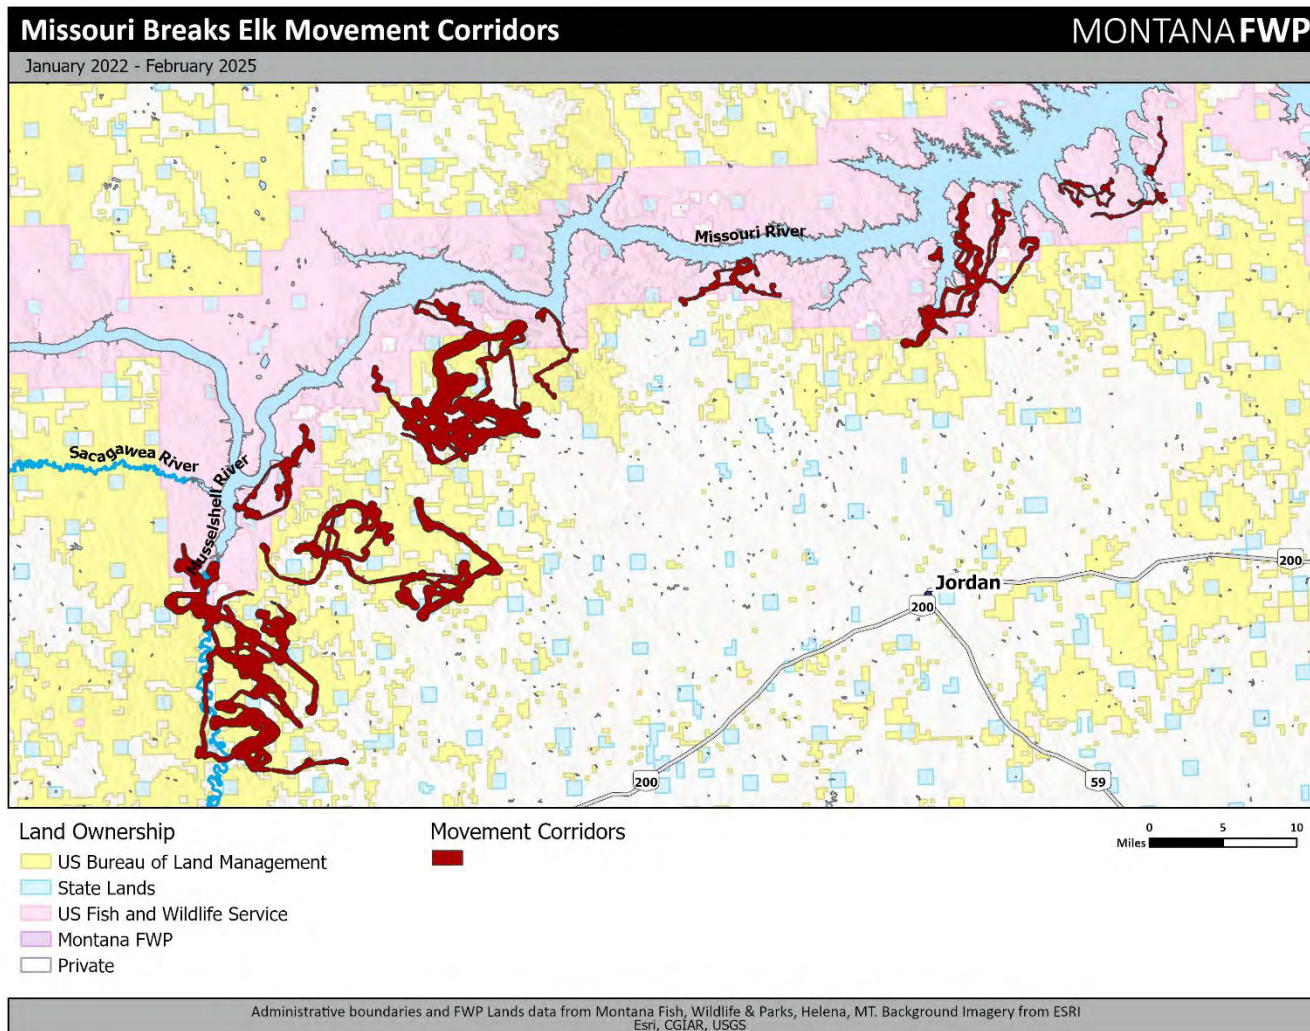 Missouri Breaks Elk Movement Corridors
MONTANAFWP
January 2022 - February 2025
Missouri River
Sacagawea River
Musselshell River
Jordan
200
200
200
59
Land Ownership
US Bureau of Land Management
State Lands
US Fish and Wildlife Service
Montana FWP
Private
Movement Corridors
0 5 10
Miles
Administrative boundaries and FWP Lands data from Montana Fish, Wildlife & Parks, Helena, MT. Background Imagery from ESRI
Esri, CGIAR, USGS